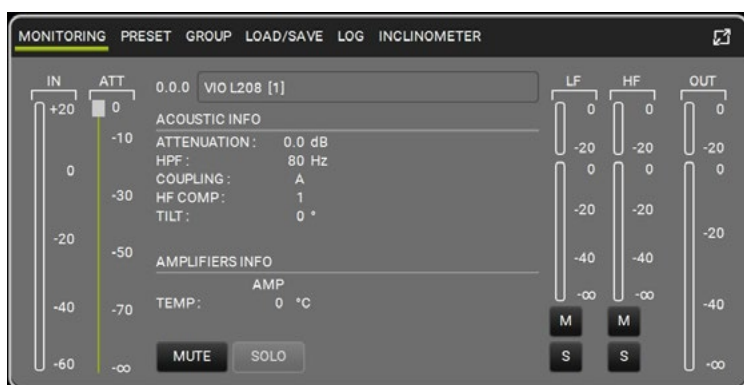 MONITORING PRESET GROUP LOAD/SAVE LOG INCLINOMETER
IN ATT
+20
0
-20
-40
-60
0
-10
-30
-50
-70
-∞
0.0.0 VIO L208 [1]
ACOUSTIC INFO
ATTENUATION : 0.0 dB
HPF : 80 Hz
COUPLING : A
HF COMP : 1
TILT : 0 °
AMPLIFIERS INFO
AMP
TEMP : 0 °C
MUTE SOLO
LF HF OUT
0 0 0
-20 -20 -20
0 0 0
-20 -20
-20
-40 -40
-∞ -∞
-40
M M
S S
-∞